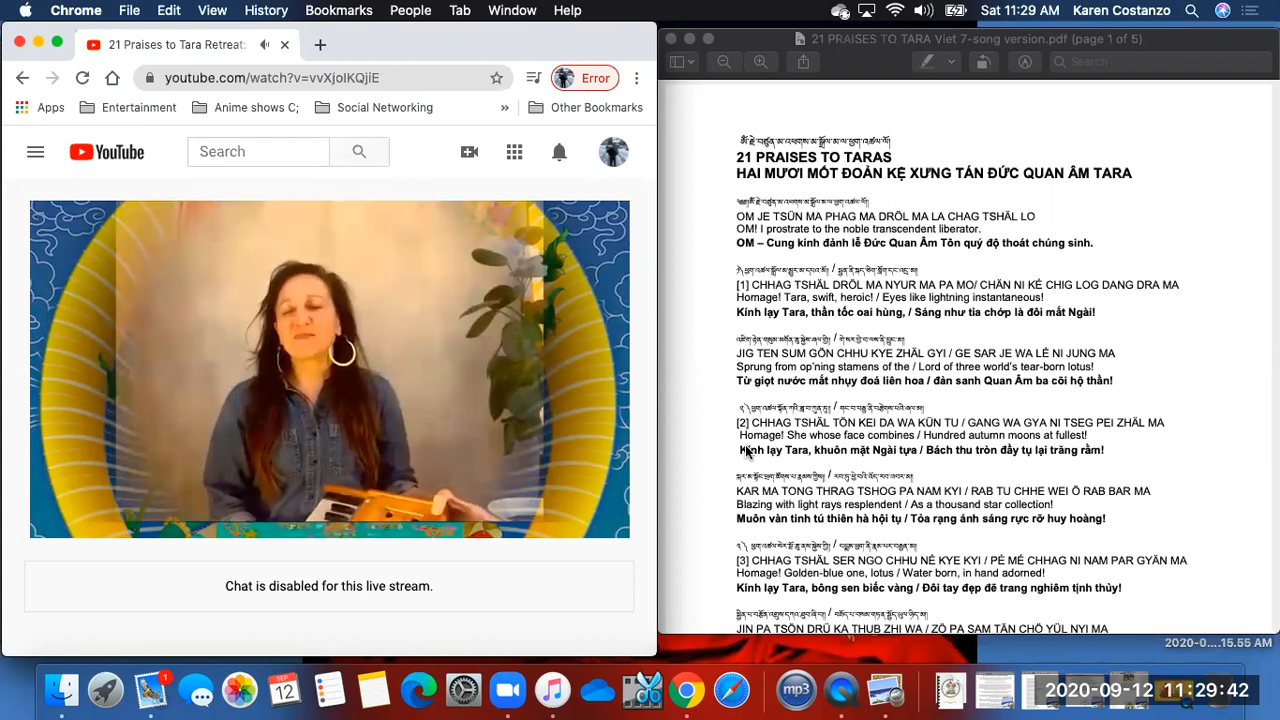 Chrome File Edit View History Bookmarks People Tab Window Help
Sat 11:29 AM Karen Costanzo
21 Praises to Tara Retreat:
youtube.com/watch?v=vvXjolKQjiE
Error
Apps Entertainment Anime shows C; Social Networking » Other Bookmarks
YouTube
Search
Chat is disabled for this live stream.
21 PRAISES TO TARA Viet 7-song version.pdf (page 1 of 5)
Search
21 PRAISES TO TARAS
HAI MƯƠI MỐT ĐOẢN KỆ XƯNG TÁN ĐỨC QUAN ÂM TARA
OM JE TSÜN MA PHAG MA DRÖL MA LA CHAG TSHÄL LO
OM! I prostrate to the noble transcendent liberator.
OM – Cung kính đảnh lễ Đức Quan Âm Tôn quý độ thoát chúng sinh.
[1] CHHAG TSHÄL DRÖL MA NYUR MA PA MO/ CHÄN NI KÉ CHIG LOG DANG DRA MA
Homage! Tara, swift, heroic! / Eyes like lightning instantaneous!
Kính lạy Tara, thần tốc oai hùng, / Sáng như tia chớp là đôi mắt Ngài!
JIG TEN SUM GÖN CHHU KYE ZHÄL GYI / GE SAR JE WA LÉ NI JUNG MA
Sprung from op'ning stamens of the / Lord of three world's tear-born lotus!
Từ giọt nước mắt nhụy đoá liên hoa / đản sanh Quan Âm ba cõi hộ thần!
[2] CHHAG TSHÄL TÖN KEI DA WA KÜN TU / GANG WA GYA NI TSEG PEI ZHÄL MA
Homage! She whose face combines / Hundred autumn moons at fullest!
Kính lạy Tara, khuôn mặt Ngài tựa / Bách thu tròn đầy tụ lại trăng rằm!
KAR MA TONG THRAG TSHOG PA NAM KYI / RAB TU CHHE WEI Ö RAB BAR MA
Blazing with light rays resplendent / As a thousand star collection!
Muôn vàn tinh tú thiên hà hội tụ / Tỏa rạng ánh sáng rực rỡ huy hoàng!
[3] CHHAG TSHÄL SER NGO CHHU NÉ KYE KYI / PÉ MÉ CHHAG NI NAM PAR GYÄN MA
Homage! Golden-blue one, lotus / Water born, in hand adorned!
Kính lạy Tara, bông sen biếc vàng / Đôi tay đẹp đẽ trang nghiêm tịnh thủy!
JIN PA TSÖN DRÜ KA THUB ZHI WA / ZÖ PA SAM TÄN CHÖ YÜL NYI MA
2020-0....15.55 AM
SEP
12
1
mp3
2020-09-12 11:29:42